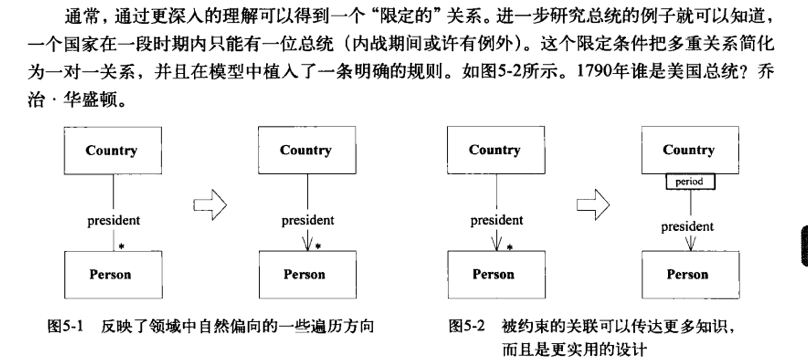 通常，通过更深入的理解可以得到一个“限定的”关系。进一步研究总统的例子就可以知道，
一个国家在一段时期内只能有一位总统（内战期间或许有例外）。这个限定条件把多重关系简化
为一对一关系，并且在模型中植入了一条明确的规则。如图5-2所示。1790年谁是美国总统？乔
治·华盛顿。
Country
president
*
Person
Country
president
*
Person
图5-1 反映了领域中自然偏向的一些遍历方向
Country
president
*
Person
Country
period
president
Person
图5-2 被约束的关联可以传达更多知识，
而且是更实用的设计